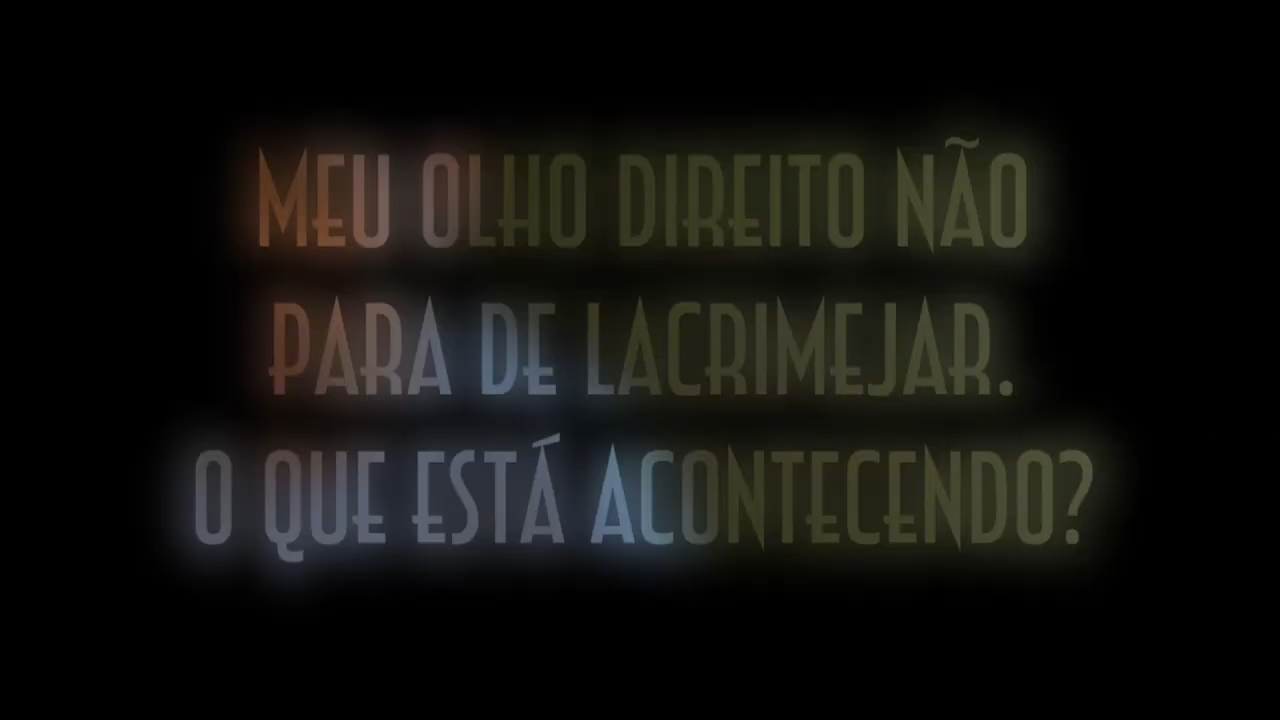 MEU OLHO DIREITO NÃO
PARA DE LACRIMEJAR.
O QUE ESTÁ ACONTECENDO?